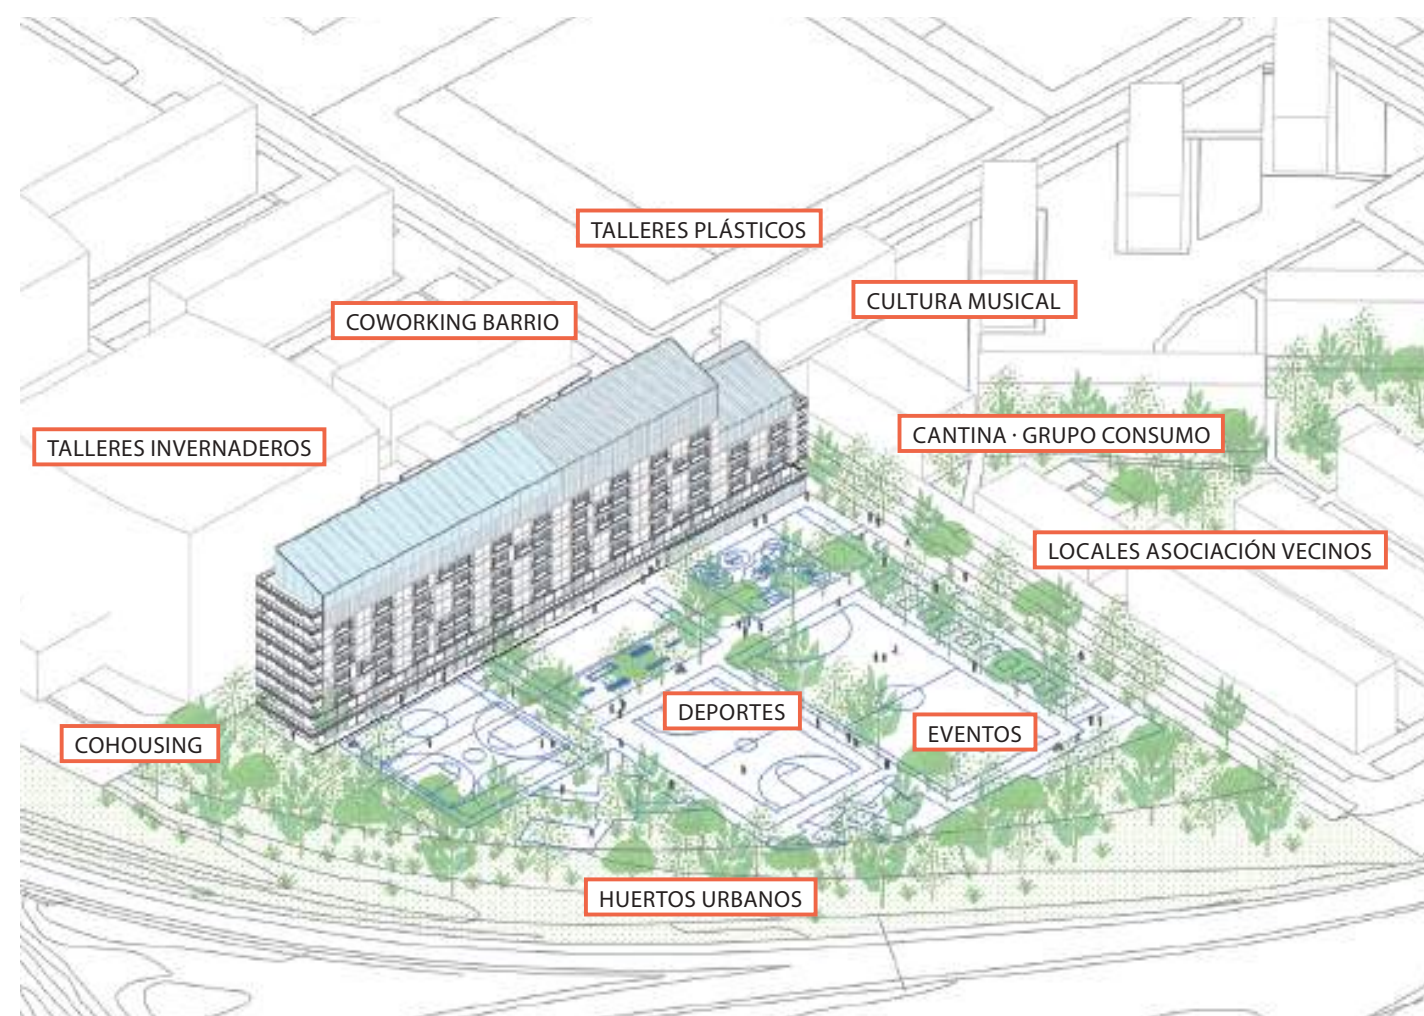 TALLERES PLÁSTICOS
CULTURA MUSICAL
COWORKING BARRIO
CANTINA · GRUPO CONSUMO
TALLERES INVERNADEROS
LOCALES ASOCIACIÓN VECINOS
DEPORTES
EVENTOS
COHOUSING
HUERTOS URBANOS